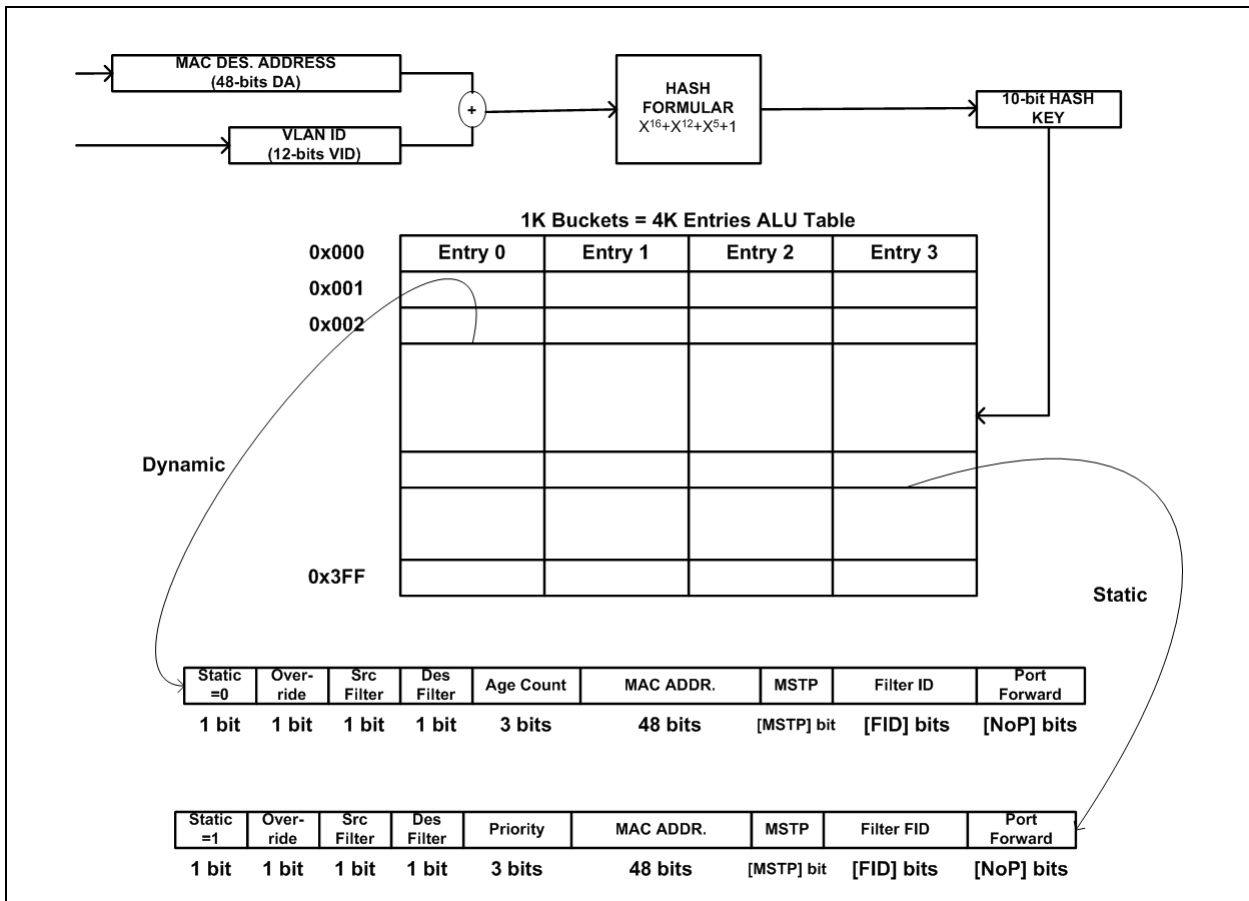 MAC DES. ADDRESS
(48-bits DA)
VLAN ID
(12-bits VID)
+
HASH
FORMULAR
X16+X12+X5+1
10-bit HASH
KEY
1K Buckets = 4K Entries ALU Table
0x000 Entry 0 Entry 1 Entry 2 Entry 3
0x001
0x002
Dynamic
0x3FF
Static
Static
=0
Over-
ride
Src
Filter
Des
Filter
Age Count
MAC ADDR.
MSTP
Filter ID
Port
Forward
1 bit 1 bit 1 bit 1 bit 3 bits 48 bits [MSTP] bit [FID] bits [NoP] bits
Static
=1
Over-
ride
Src
Filter
Des
Filter
Priority
MAC ADDR.
MSTP
Filter FID
Port
Forward
1 bit 1 bit 1 bit 1 bit 3 bits 48 bits [MSTP] bit [FID] bits [NoP] bits